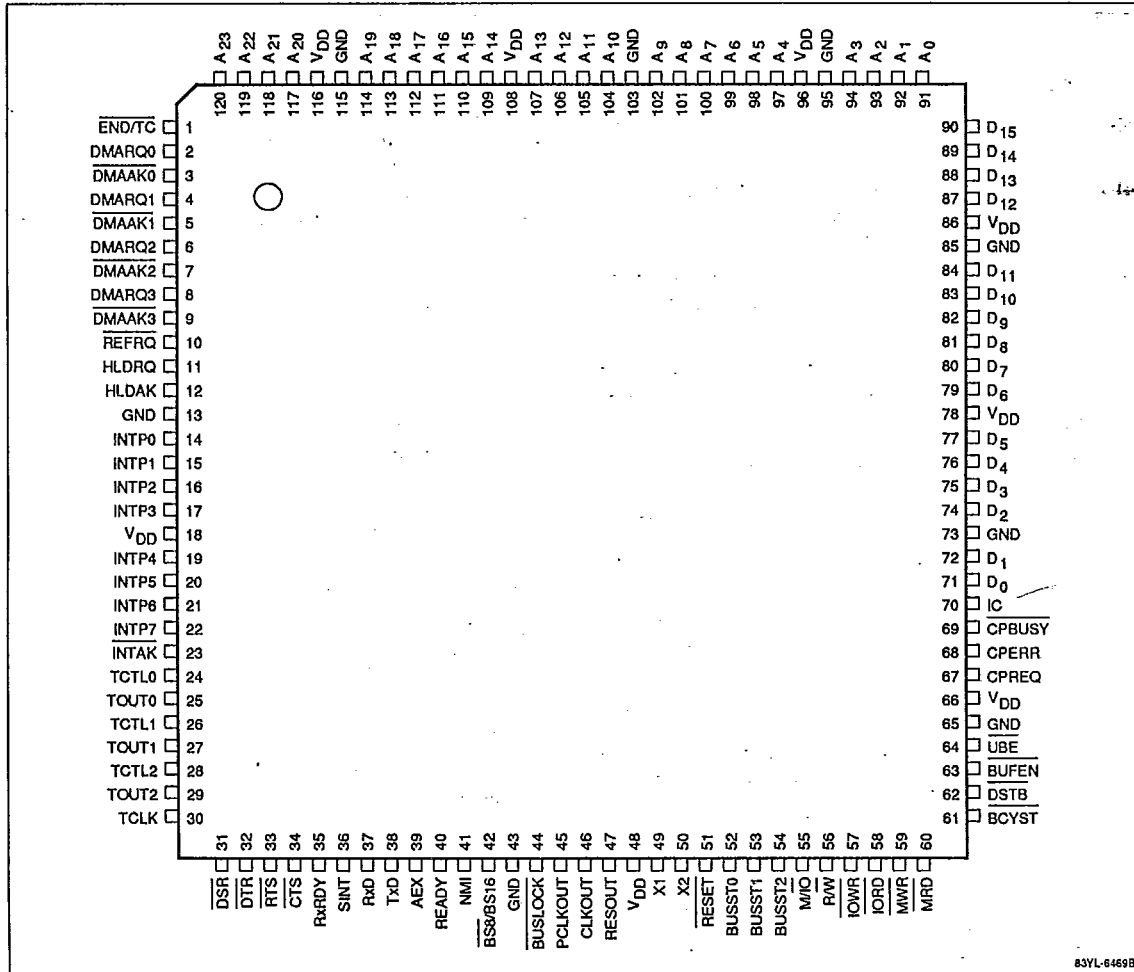 A23 A22 A21 A20 VDD GND A19 A18 A17 A16 A15 A14 VDD A13 A12 A11 A10 GND A9 A8 A7 A6 A5 A4 VDD GND A3 A2 A1 A0
120 119 118 117 116 115 114 113 112 111 110 109 108 107 106 105 104 103 102 101 100 99 98 97 96 95 94 93 92 91
END/TC 1
DMARQ0 2
DMAAK0 3
DMARQ1 4
DMAAK1 5
DMARQ2 6
DMAAK2 7
DMARQ3 8
DMAAK3 9
REFRQ 10
HLDRQ 11
HLDAK 12
GND 13
INTP0 14
INTP1 15
INTP2 16
INTP3 17
VDD 18
INTP4 19
INTP5 20
INTP6 21
INTP7 22
INTAK 23
TCTL0 24
TOUT0 25
TCTL1 26
TOUT1 27
TCTL2 28
TOUT2 29
TCLK 30
90 D15
89 D14
88 D13
87 D12
86 VDD
85 GND
84 D11
83 D10
82 D9
81 D8
80 D7
79 D6
78 VDD
77 D5
76 D4
75 D3
74 D2
73 GND
72 D1
71 D0
70 IC
69 CPBUSY
68 CPERR
67 CPREQ
66 VDD
65 GND
64 UBE
63 BUFEN
62 DSTB
61 BCYST
31 32 33 34 35 36 37 38 39 40 41 42 43 44 45 46 47 48 49 50 51 52 53 54 55 56 57 58 59 60
DSR DTR RTS CTS RxRDY SINT RxD TxD AEX READY NMI BS8/BS16 GND BUSLOCK PCLKOUT CLKOUT RESOUT VDD X1 X2 RESET BUSST0 BUSST1 BUSST2 M/IO R/W IOWR IORD MWR MRD
83YL-6469B